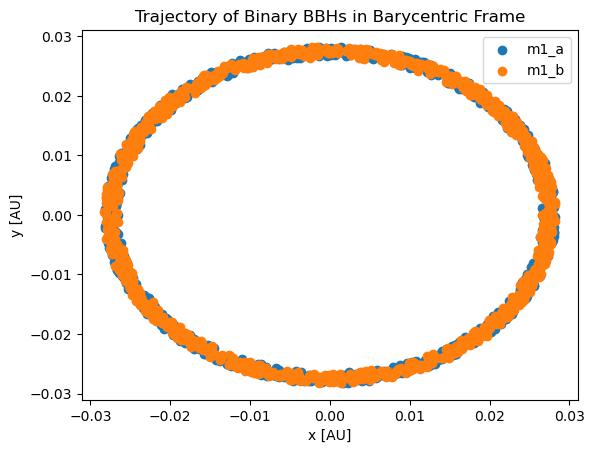 Trajectory of Binary BBHs in Barycentric Frame
m1_a
m1_b
0.03
0.02
0.01
0.00
−0.01
−0.02
−0.03
y [AU]
−0.03 −0.02 −0.01 0.00 0.01 0.02 0.03
x [AU]